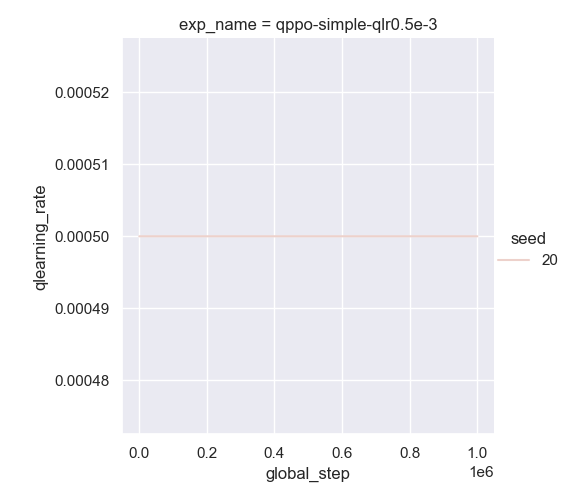 exp_name = qppo-simple-qlr0.5e-3
0.00052
0.00051
0.00050
0.00049
0.00048
qlearning_rate
seed
20
0.0 0.2 0.4 0.6 0.8 1.0
1e6
global_step